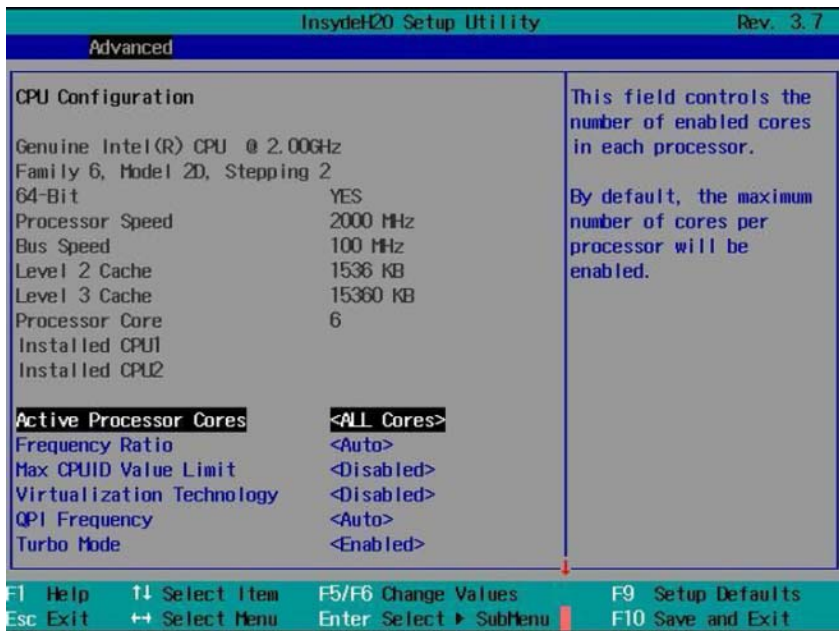 InsydeH20 Setup Utility Rev. 3.7
Advanced
CPU Configuration
Genuine Intel(R) CPU @ 2.00GHz
Family 6, Model 2D, Stepping 2
64-Bit YES
Processor Speed 2000 MHz
Bus Speed 100 MHz
Level 2 Cache 1536 KB
Level 3 Cache 15360 KB
Processor Core 6
Installed CPU1
Installed CPU2
Active Processor Cores <ALL Cores>
Frequency Ratio <Auto>
Max CPUID Value Limit <Disabled>
Virtualization Technology <Disabled>
QPI Frequency <Auto>
Turbo Mode <Enabled>
This field controls the
number of enabled cores
in each processor.
By default, the maximum
number of cores per
processor will be
enabled.
F1 Help ↑↓ Select Item F5/F6 Change Values F9 Setup Defaults
Esc Exit ↔ Select Menu Enter Select ▶ SubMenu F10 Save and Exit